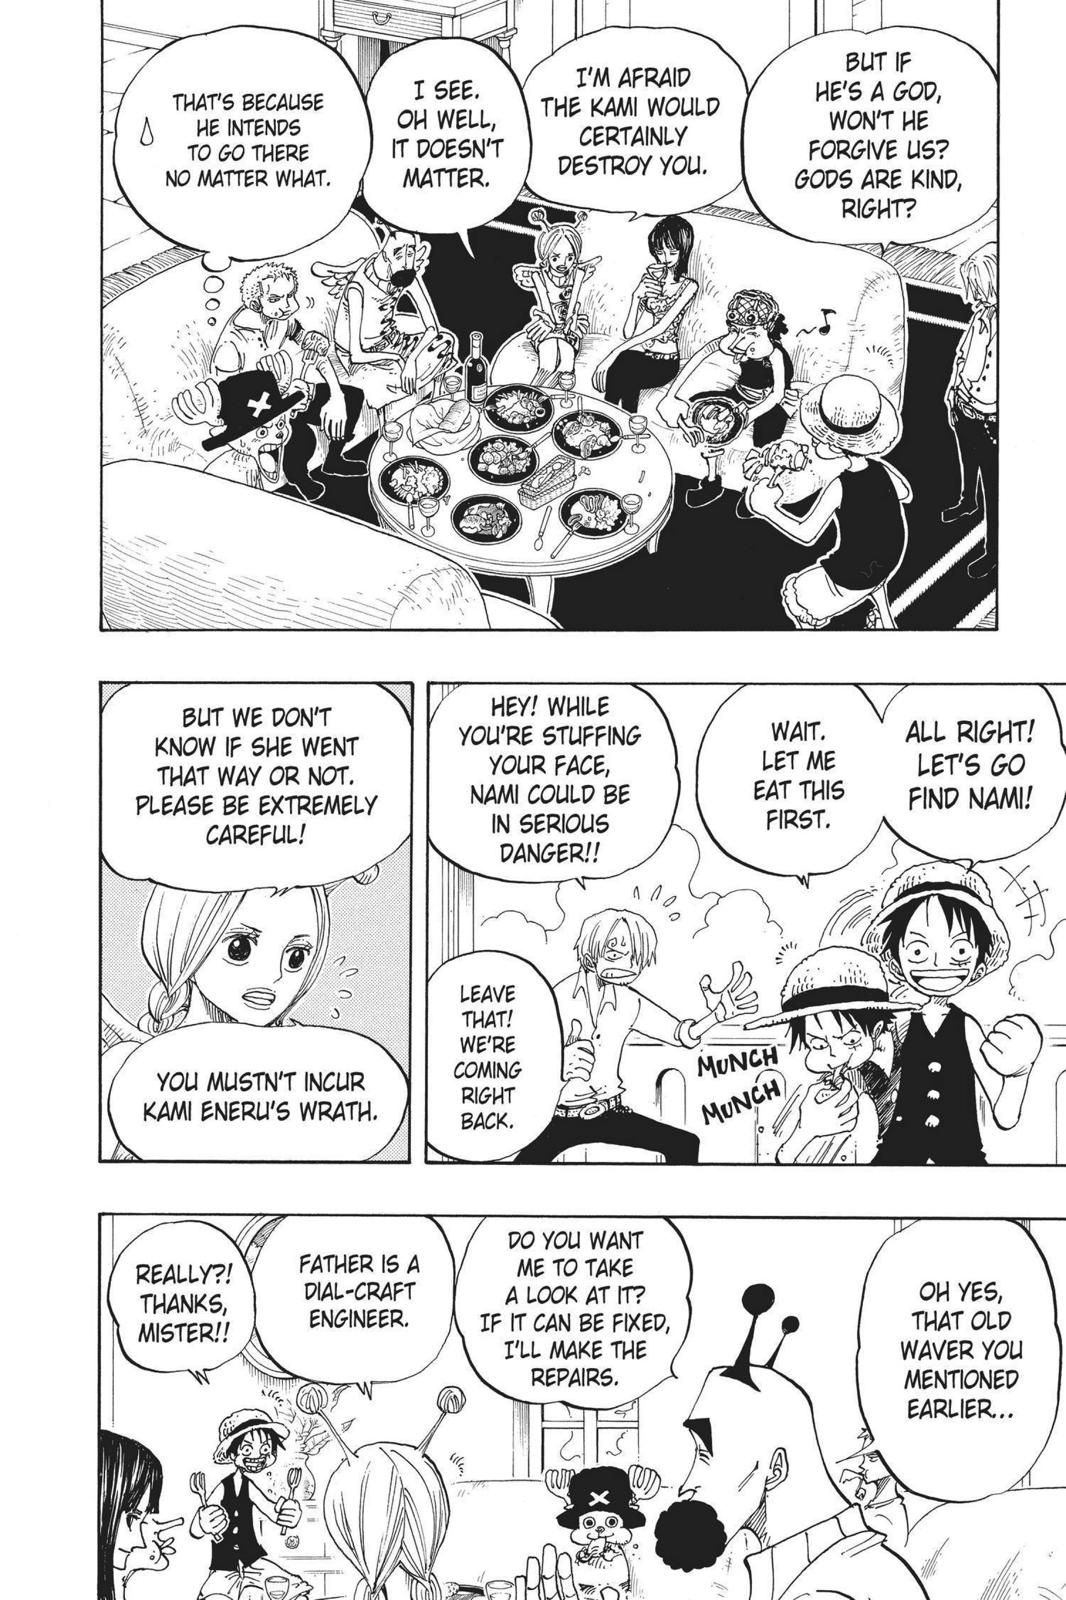 BUT IF
HE'S A GOD,
WON'T HE
FORGIVE US?
GODS ARE KIND,
RIGHT?
I'M AFRAID
THE KAMI WOULD
CERTAINLY
DESTROY YOU.
I SEE.
OH WELL,
IT DOESN'T
MATTER.
THAT'S BECAUSE
HE INTENDS
TO GO THERE
NO MATTER WHAT.
ALL RIGHT!
LET'S GO
FIND NAMI!
WAIT.
LET ME
EAT THIS
FIRST.
MUNCH
MUNCH
HEY! WHILE
YOU'RE STUFFING
YOUR FACE,
NAMI COULD BE
IN SERIOUS
DANGER!!
LEAVE
THAT!
WE'RE
COMING
RIGHT
BACK.
BUT WE DON'T
KNOW IF SHE WENT
THAT WAY OR NOT.
PLEASE BE EXTREMELY
CAREFUL!
YOU MUSTN'T INCUR
KAMI ENERU'S WRATH.
OH YES,
THAT OLD
WAVER YOU
MENTIONED
EARLIER...
DO YOU WANT
ME TO TAKE
A LOOK AT IT?
IF IT CAN BE FIXED,
I'LL MAKE THE
REPAIRS.
FATHER IS A
DIAL-CRAFT
ENGINEER.
REALLY?!
THANKS,
MISTER!!